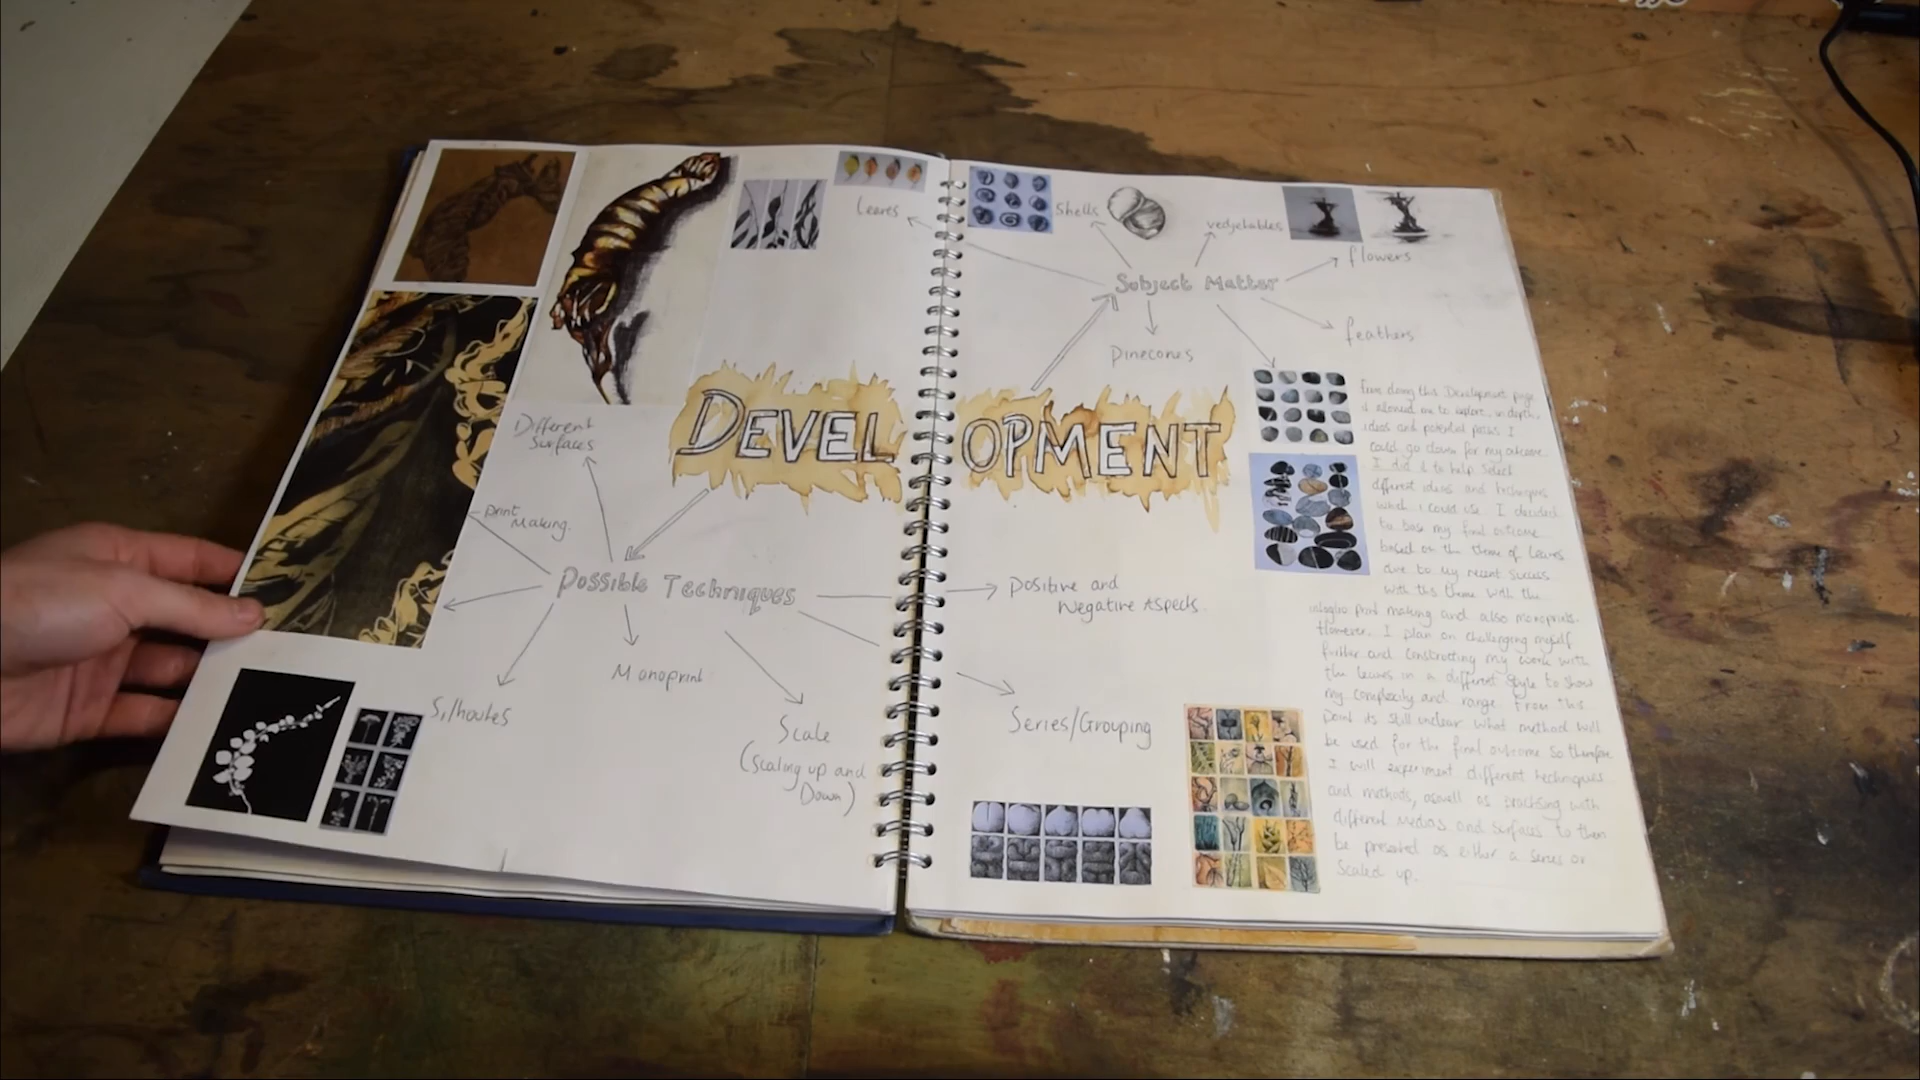 Leaves
Shells
vedjetables
flowers
Subject Matter
feathers
pinecones
DEVELOPMENT
Different
Surfaces
print
Making.
Possible Techniques
Silhoutes
Monoprint
Scale
(Scaling up and
Down)
Positive and
Negative Aspects.
Series/Grouping
From doing this Development page
it allowed me to explore, in depth,
ideas and potential paths I
could go down for my outcome.
I did it to help select
different ideas and techniques
which I could use. I decided
to base my final outcome
based on the theme of leaves
due to my recent success
with this theme with the
intaglio print making and also monoprints.
However, I plan on challenging myself
further and constructing my work with
the leaves in a different style to show
my complexity and range. From this
point its still unclear what method will
be used for the final outcome so therefore
I will experiment different techniques
and methods, aswell as practising with
different medias and surfaces to then
be presented as either a series or
Scaled up.